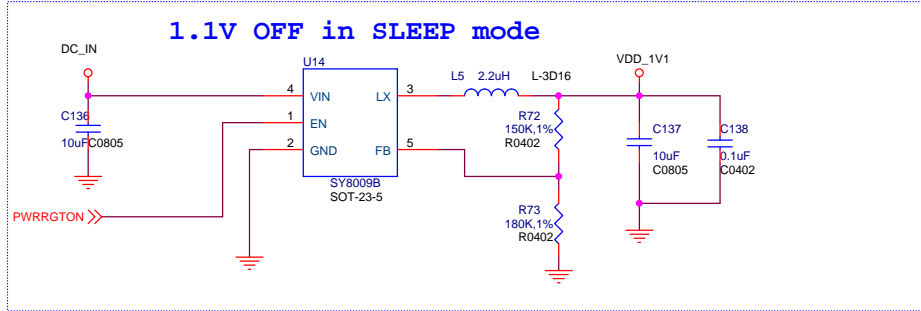 1.1V OFF in SLEEP mode
DC_IN
U14
L5 2.2uH L-3D16
VDD_1V1
4 VIN LX 3
C136
10uF C0805
1 EN
2 GND FB 5
R72
150K,1%
R0402
C137
10uF
C0805
C138
0.1uF
C0402
SY8009B
SOT-23-5
PWRRGTON
R73
180K,1%
R0402